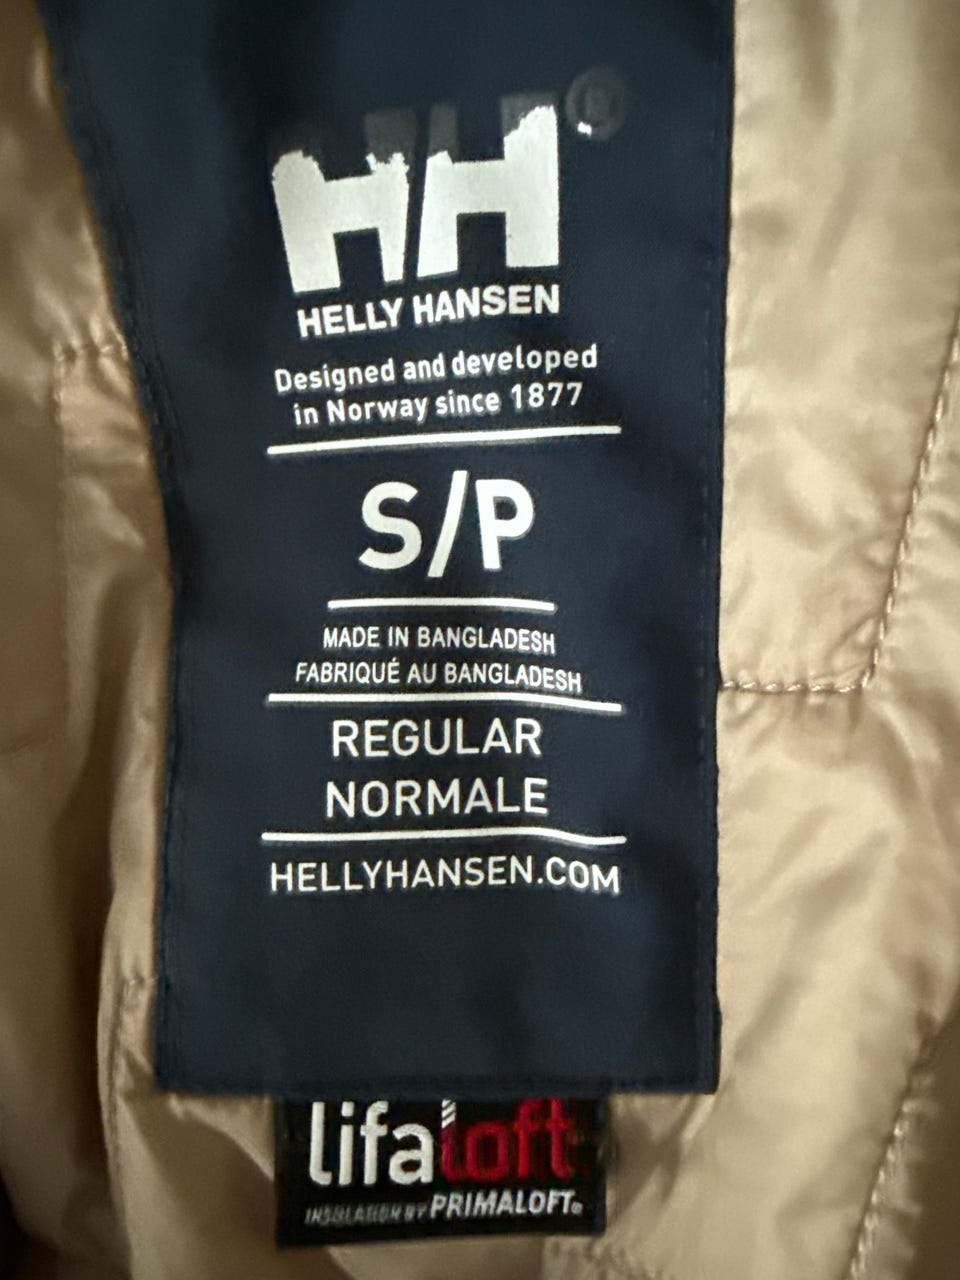 HH®
HELLY HANSEN
Designed and developed
in Norway since 1877
S/P
MADE IN BANGLADESH
FABRIQUÉ AU BANGLADESH
REGULAR
NORMALE
HELLYHANSEN.COM
lifaloft
INSULATION BY PRIMALOFT®